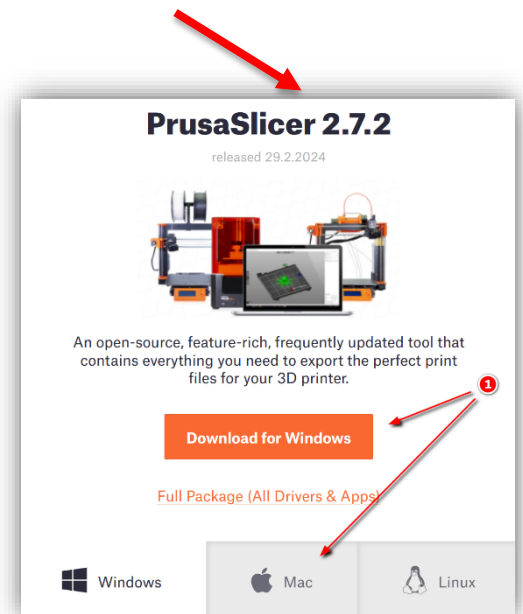 PrusaSlicer 2.7.2
released 29.2.2024
An open-source, feature-rich, frequently updated tool that
contains everything you need to export the perfect print
files for your 3D printer.
1
Download for Windows
Full Package (All Drivers & Apps)
Windows
Mac
Linux